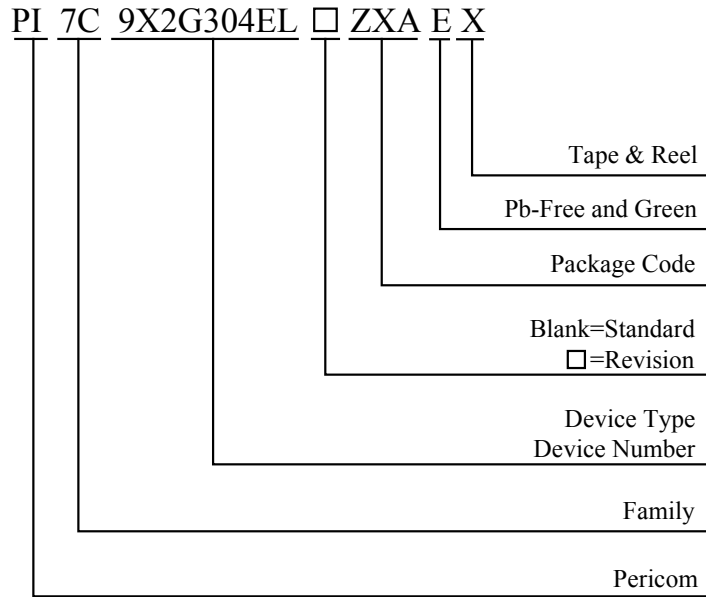 PI 7C 9X2G304EL □ ZXA E X
Tape & Reel
Pb-Free and Green
Package Code
Blank=Standard
□=Revision
Device Type
Device Number
Family
Pericom